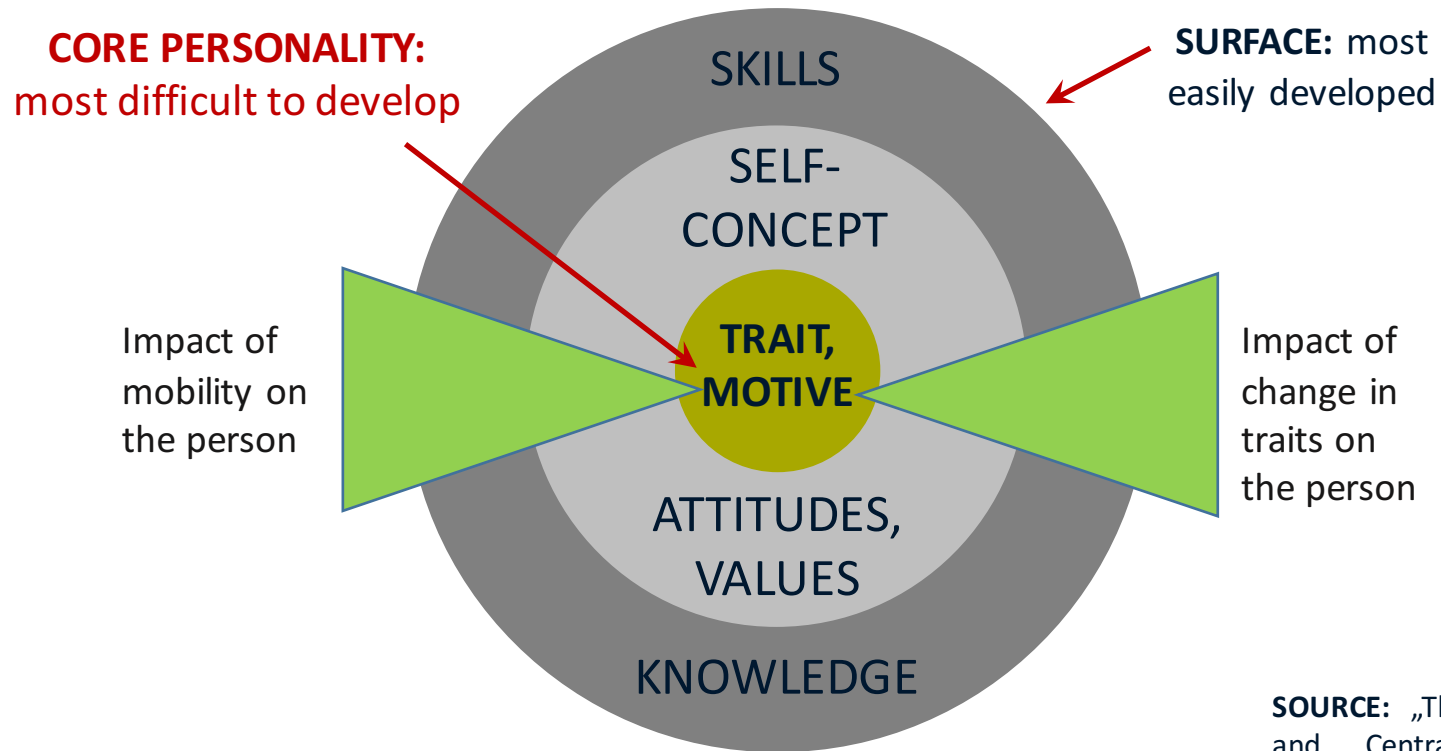 CORE PERSONALITY:
most difficult to develop
SURFACE: most
easily developed
SKILLS
SELF-
CONCEPT
TRAIT,
MOTIVE
Impact of
mobility on
the person
Impact of
change in
traits on
the person
ATTITUDES,
VALUES
KNOWLEDGE
SOURCE:
and